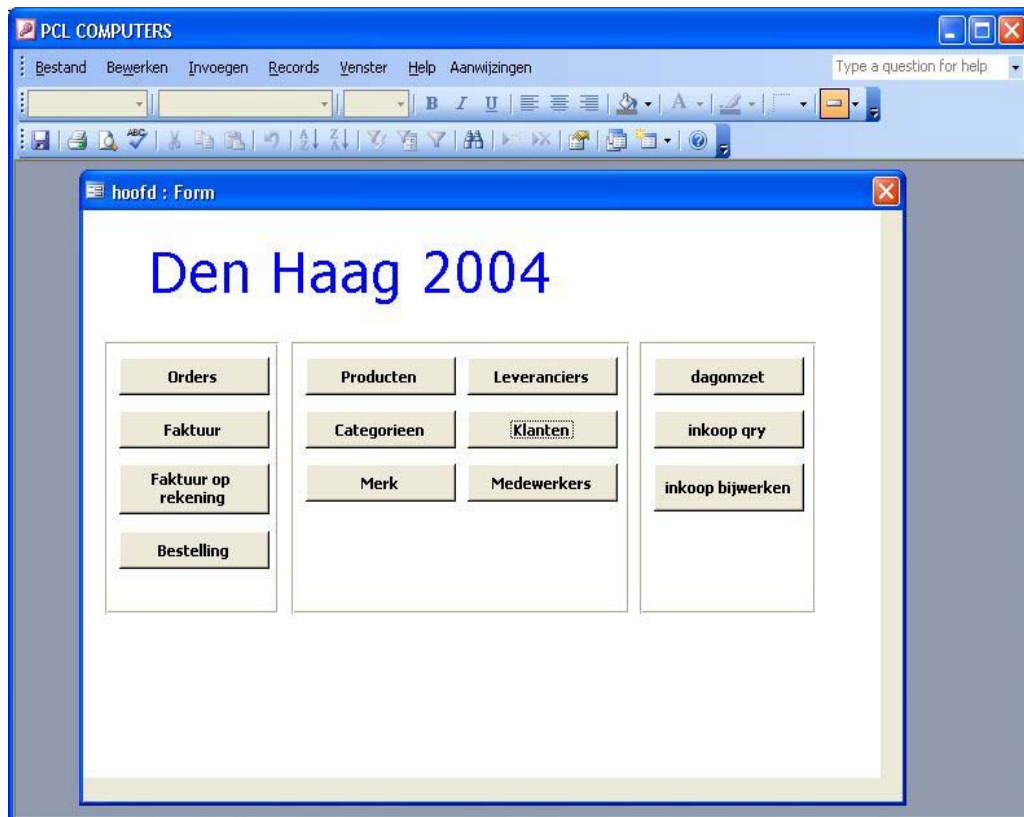 PCL COMPUTERS
Bestand Bewerken Invoegen Records Venster Help Aanwijzingen Type a question for help
B I U A
ABC A Z Z A
hoofd : Form
Den Haag 2004
Orders Producten Leveranciers dagomzet
Faktuur Categorieen Klanten inkoop qry
Faktuur op
rekening Merk Medewerkers inkoop bijwerken
Bestelling